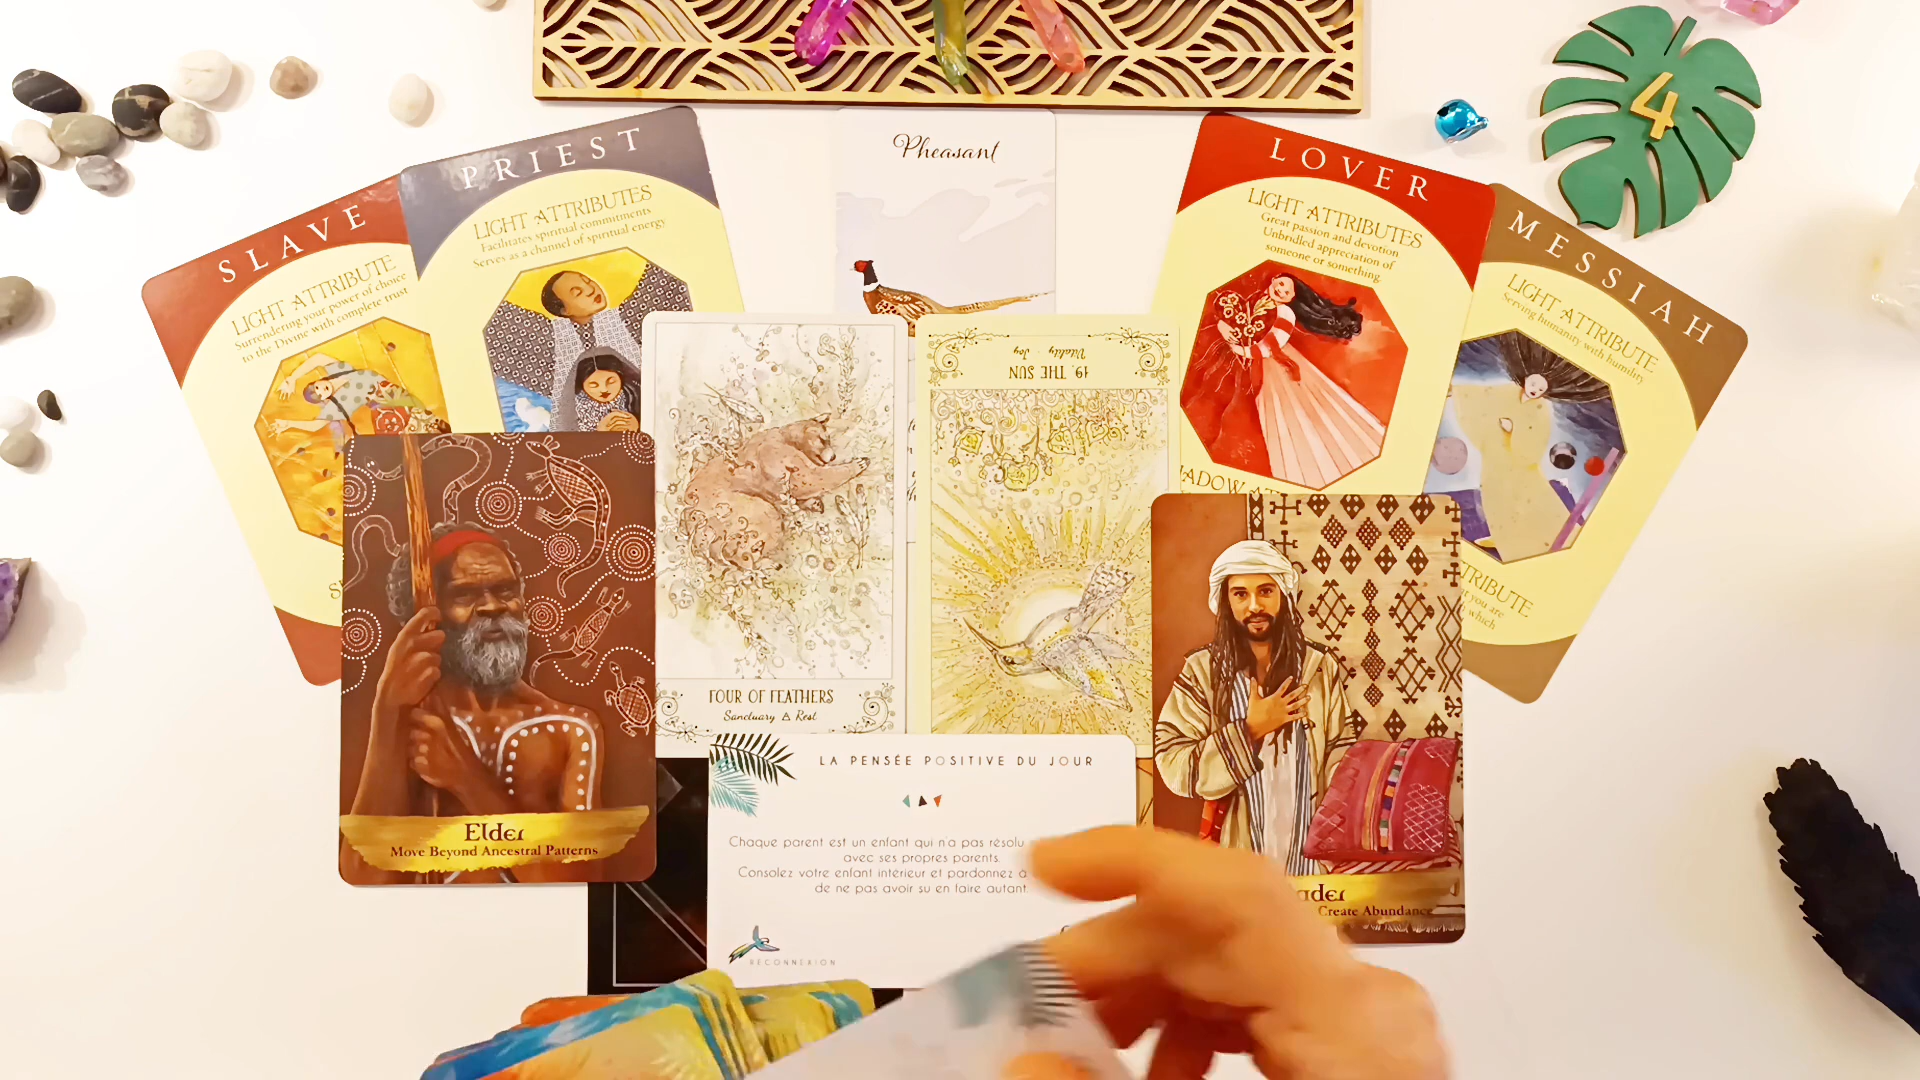 4
Pheasant
SLAVE
LIGHT ATTRIBUTE
Surrendering your power of choice
to the Divine with complete trust
PRIEST
LIGHT ATTRIBUTES
Facilitates spiritual commitments
Serves as a channel of spiritual energy
LOVER
LIGHT ATTRIBUTES
Great passion and devotion
Unbridled appreciation of
someone or something
MESSIAH
LIGHT ATTRIBUTE
Serving humanity with humility
FOUR OF FEATHERS
Sanctuary Rest
19. THE SUN
Vitality - Joy
Elder
Move Beyond Ancestral Patterns
Create Abundance
LA PENSÉE POSITIVE DU JOUR
Chaque parent est un enfant qui n'a pas résolu
avec ses propres parents.
Consolez votre enfant intérieur et pardonnez à
de ne pas avoir su en faire autant.
RECONNEXION